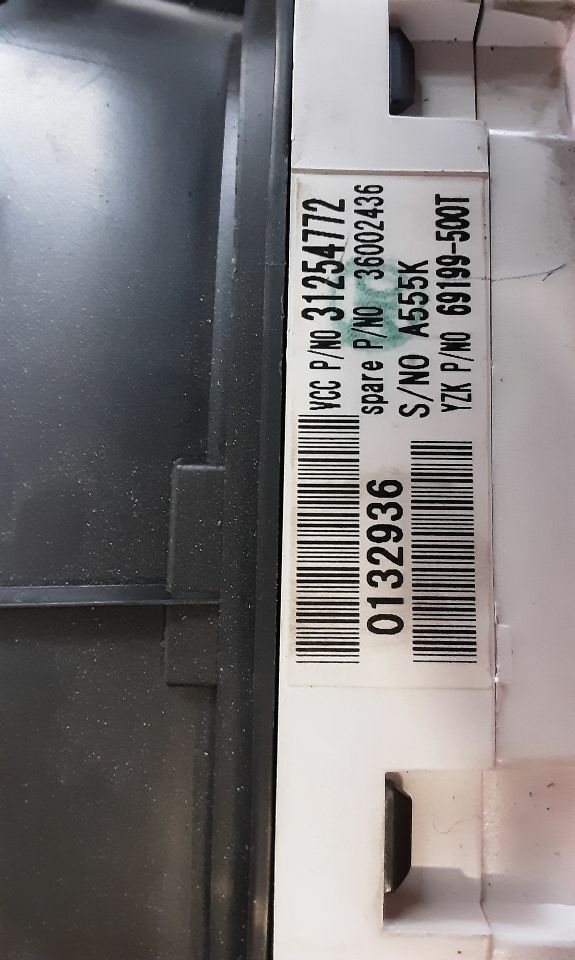 VCC P/NO 31254772
spare P/NO 36002436
S/NO A555K
YZK P/NO 69199-500T
0132936